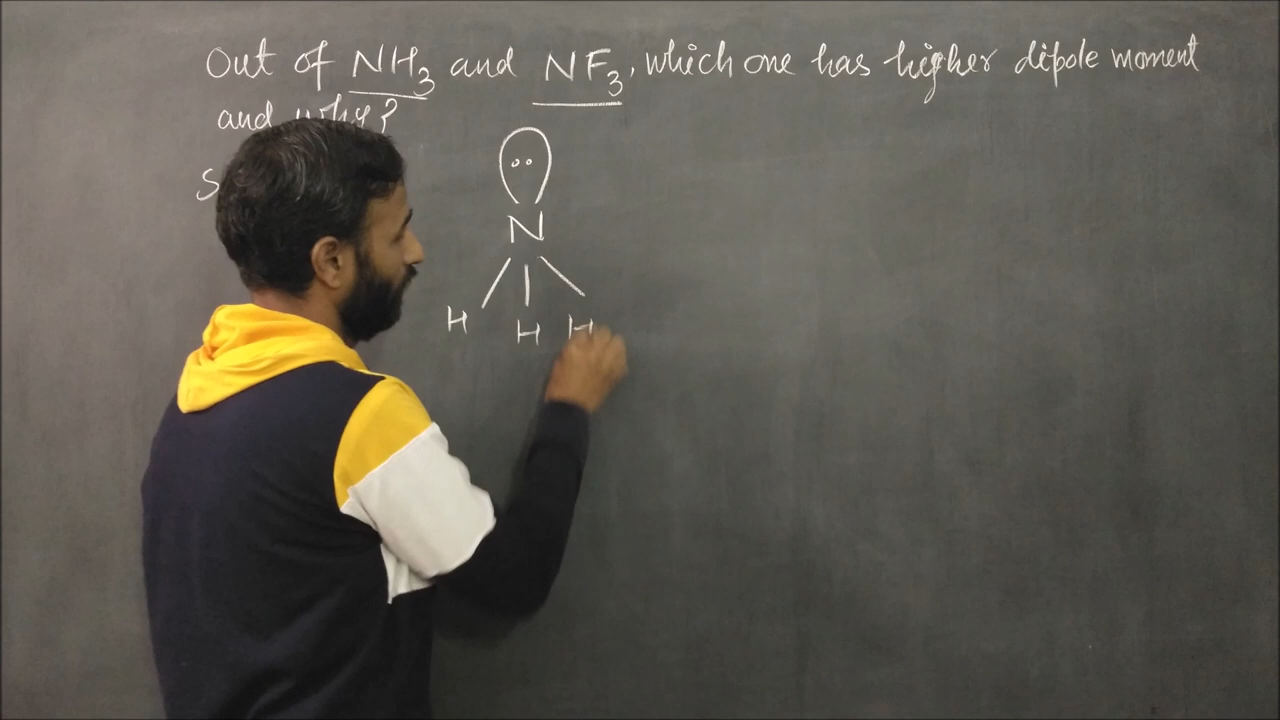 Out of NH₃ and NF₃, which one has higher dipole moment
and why?
S
N
H H H